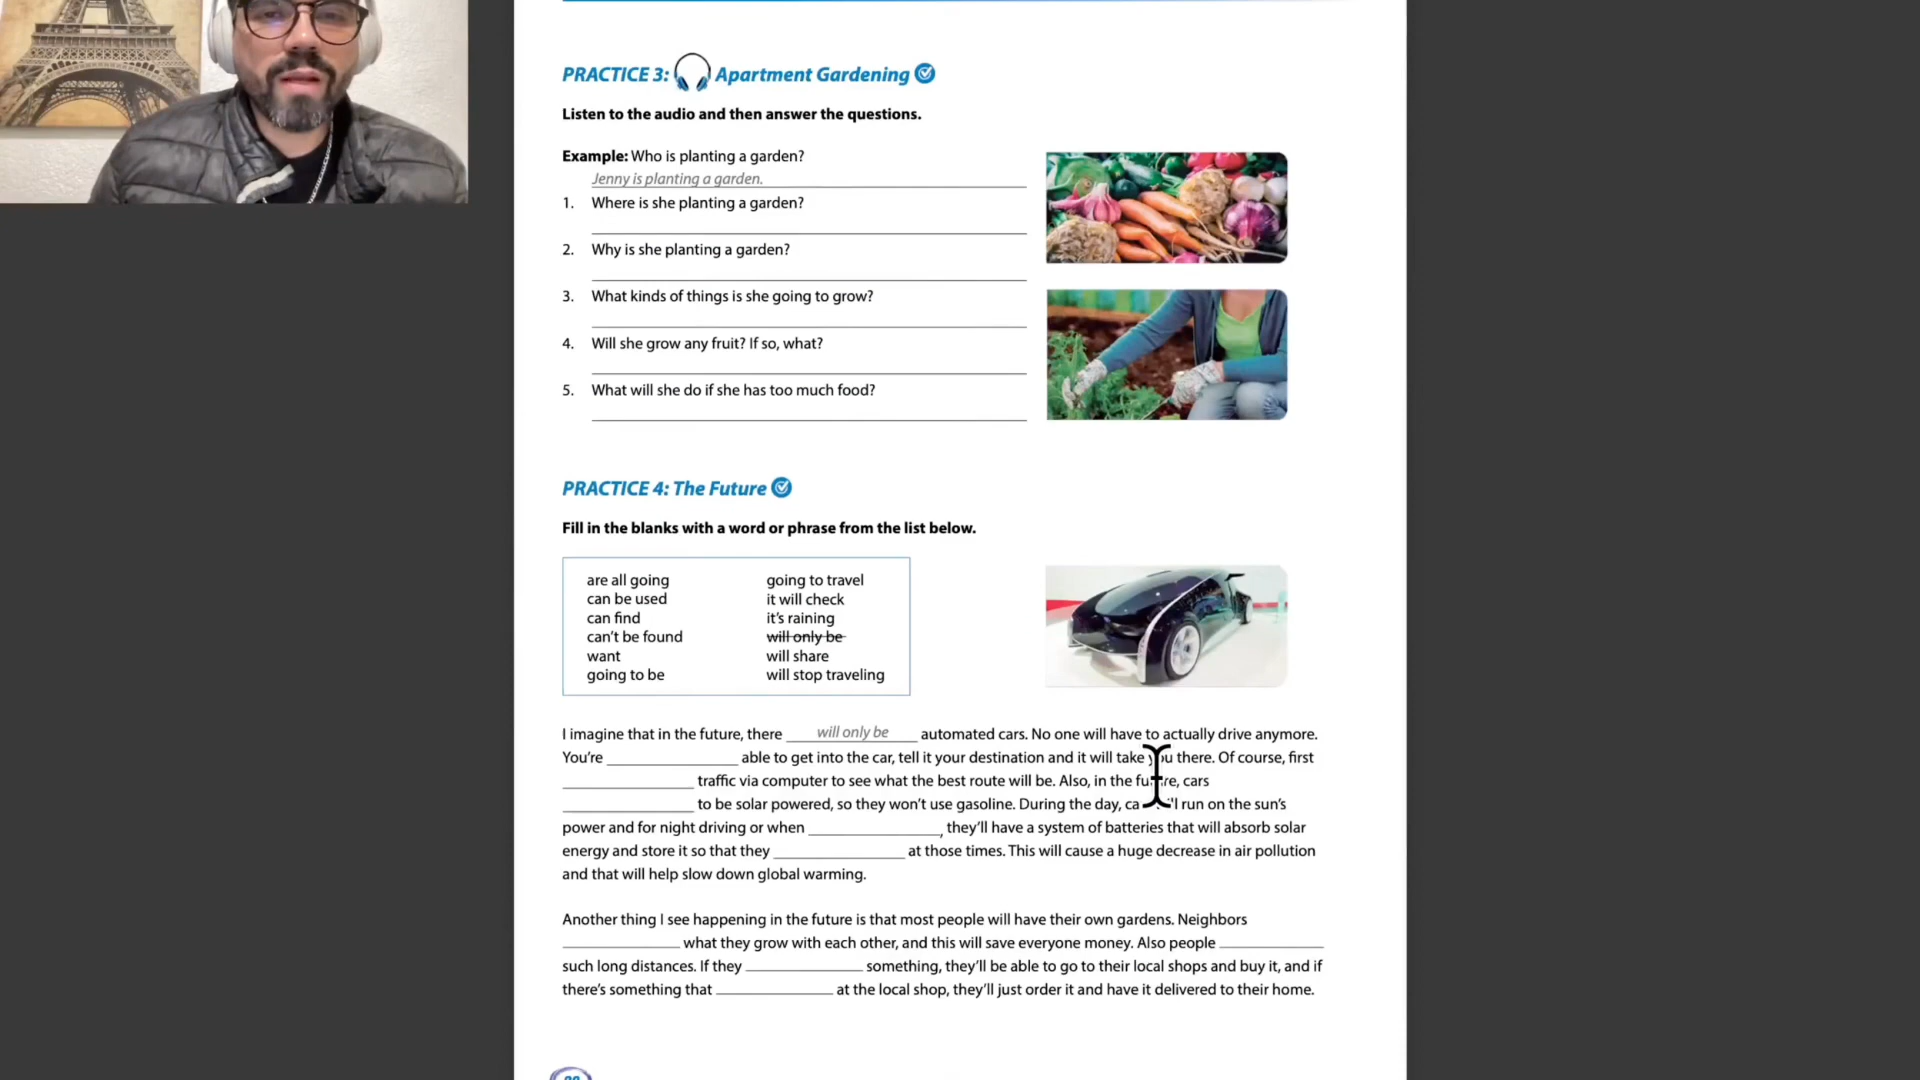 PRACTICE 3: Apartment Gardening
Listen to the audio and then answer the questions.
Example: Who is planting a garden?
Jenny is planting a garden.
1. Where is she planting a garden?
2. Why is she planting a garden?
3. What kinds of things is she going to grow?
4. Will she grow any fruit? If so, what?
5. What will she do if she has too much food?
PRACTICE 4: The Future
Fill in the blanks with a word or phrase from the list below.
are all going
can be used
can find
can't be found
want
going to be
going to travel
it will check
it's raining
will only be
will share
will stop traveling
I imagine that in the future, there will only be automated cars. No one will have to actually drive anymore.
You're ____ able to get into the car, tell it your destination and it will take you there. Of course, first
____ traffic via computer to see what the best route will be. Also, in the future, cars
____ to be solar powered, so they won't use gasoline. During the day, ca 'l run on the sun's
power and for night driving or when ____, they'll have a system of batteries that will absorb solar
energy and store it so that they ____ at those times. This will cause a huge decrease in air pollution
and that will help slow down global warming.
Another thing I see happening in the future is that most people will have their own gardens. Neighbors
____ what they grow with each other, and this will save everyone money. Also people ____
such long distances. If they ____ something, they'll be able to go to their local shops and buy it, and if
there's something that ____ at the local shop, they'll just order it and have it delivered to their home.